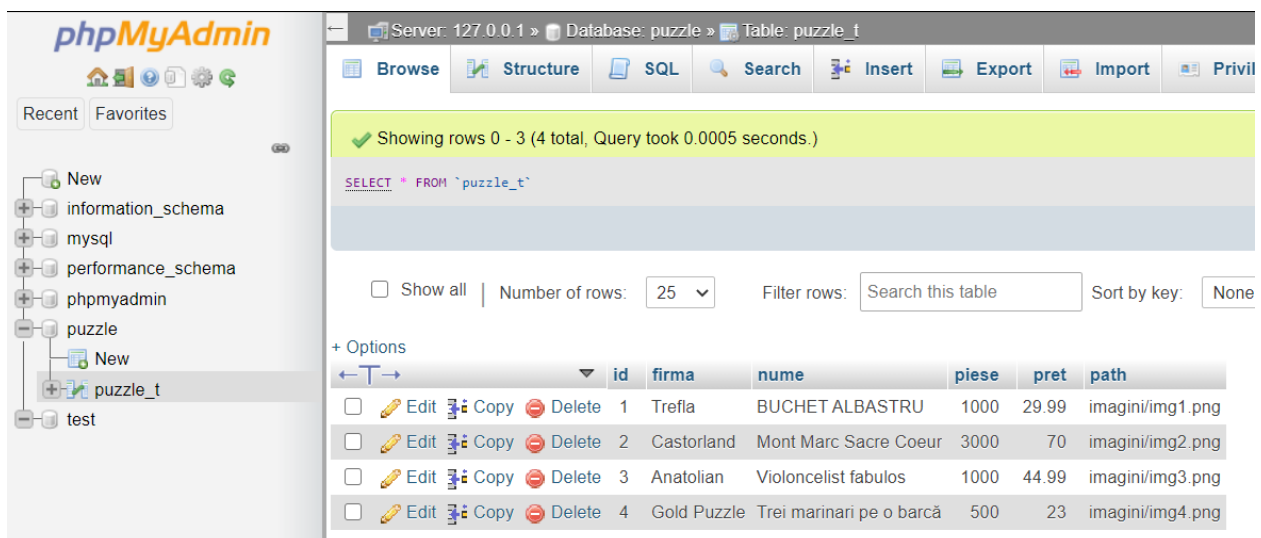 phpMyAdmin
Recent Favorites
New
information_schema
mysql
performance_schema
phpmyadmin
puzzle
New
puzzle_t
test
Server: 127.0.0.1 » Database: puzzle » Table: puzzle_t
Browse Structure SQL Search Insert Export Import Privil
Showing rows 0 - 3 (4 total, Query took 0.0005 seconds.)
SELECT * FROM `puzzle_t`
Show all | Number of rows: 25 Filter rows: Search this table Sort by key: None
+ Options
←T→ id firma nume piese pret path
Edit Copy Delete 1 Trefla BUCHET ALBASTRU 1000 29.99 imagini/img1.png
Edit Copy Delete 2 Castorland Mont Marc Sacre Coeur 3000 70 imagini/img2.png
Edit Copy Delete 3 Anatolian Violoncelist fabulos 1000 44.99 imagini/img3.png
Edit Copy Delete 4 Gold Puzzle Trei marinari pe o barcă 500 23 imagini/img4.png